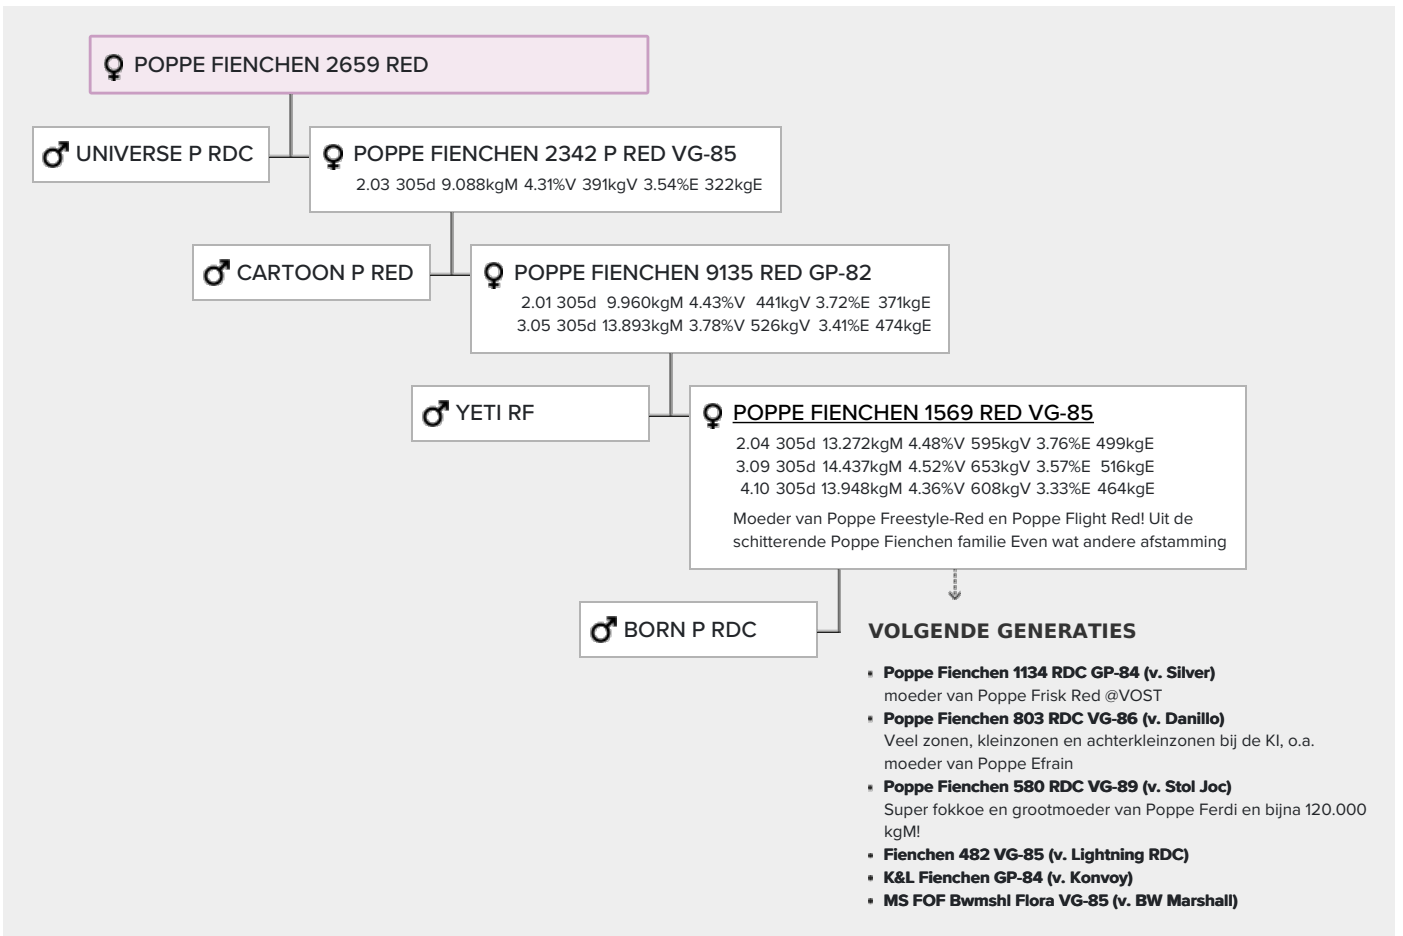 POPPE FIENCHEN 2659 RED
UNIVERSE P RDC
POPPE FIENCHEN 2342 P RED VG-85
2.03 305d 9.088kgM 4.31%V 391kgV 3.54%E 322kgE
CARTOON P RED
POPPE FIENCHEN 9135 RED GP-82
2.01 305d 9.960kgM 4.43%V 441kgV 3.72%E 371kgE
3.05 305d 13.893kgM 3.78%V 526kgV 3.41%E 474kgE
YETI RF
POPPE FIENCHEN 1569 RED VG-85
2.04 305d 13.272kgM 4.48%V 595kgV 3.76%E 499kgE
3.09 305d 14.437kgM 4.52%V 653kgV 3.57%E 516kgE
4.10 305d 13.948kgM 4.36%V 608kgV 3.33%E 464kgE
Moeder van Poppe Freestyle-Red en Poppe Flight Red! Uit de
schitterende Poppe Fienchen familie Even wat andere afstamming
BORN P RDC
VOLGENDE GENERATIES
Poppe Fienchen 1134 RDC GP-84 (v. Silver)
moeder van Poppe Frisk Red @VOST
Poppe Fienchen 803 RDC VG-86 (v. Danillo)
Veel zonen, kleinzonen en achterkleinzonen bij de KI, o.a.
moeder van Poppe Efrain
Poppe Fienchen 580 RDC VG-89 (v. Stol Joc)
Super fokkoe en grootmoeder van Poppe Ferdi en bijna 120.000
kgM!
Fienchen 482 VG-85 (v. Lightning RDC)
K&L Fienchen GP-84 (v. Konvoy)
MS FOF Bwmshl Flora VG-85 (v. BW Marshall)